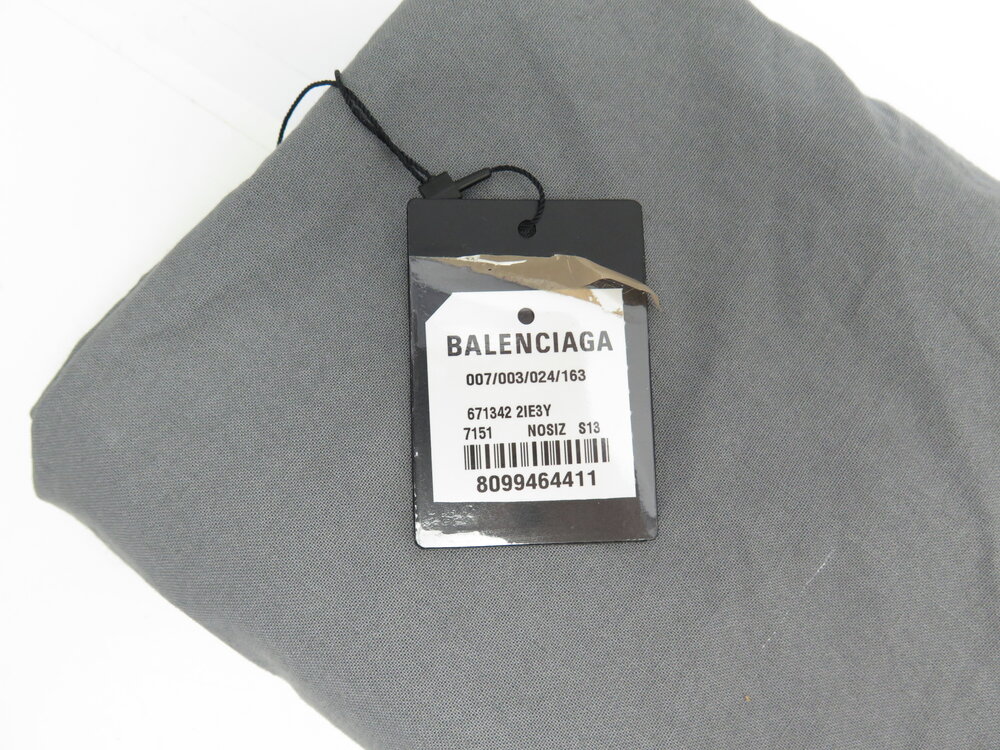 BALENCIAGA
007/003/024/163
671342 2IE3Y
7151 NOSIZ S13
8099464411